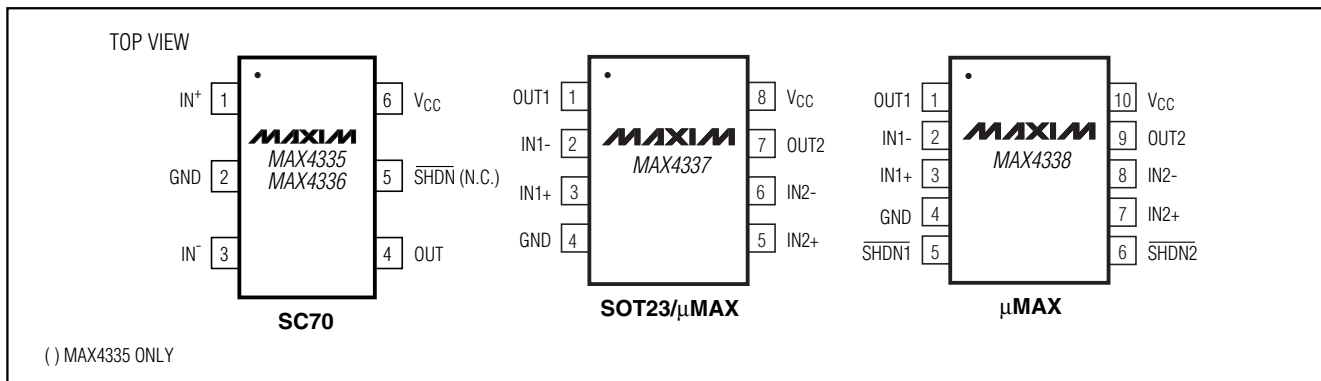 TOP VIEW
IN+ 1
GND 2
IN- 3
6 VCC
5 SHDN (N.C.)
4 OUT
MAXIM
MAX4335
MAX4336
SC70
OUT1 1
IN1- 2
IN1+ 3
GND 4
8 VCC
7 OUT2
6 IN2-
5 IN2+
MAXIM
MAX4337
SOT23/μMAX
OUT1 1
IN1- 2
IN1+ 3
GND 4
SHDN1 5
10 VCC
9 OUT2
8 IN2-
7 IN2+
6 SHDN2
MAXIM
MAX4338
μMAX
( ) MAX4335 ONLY